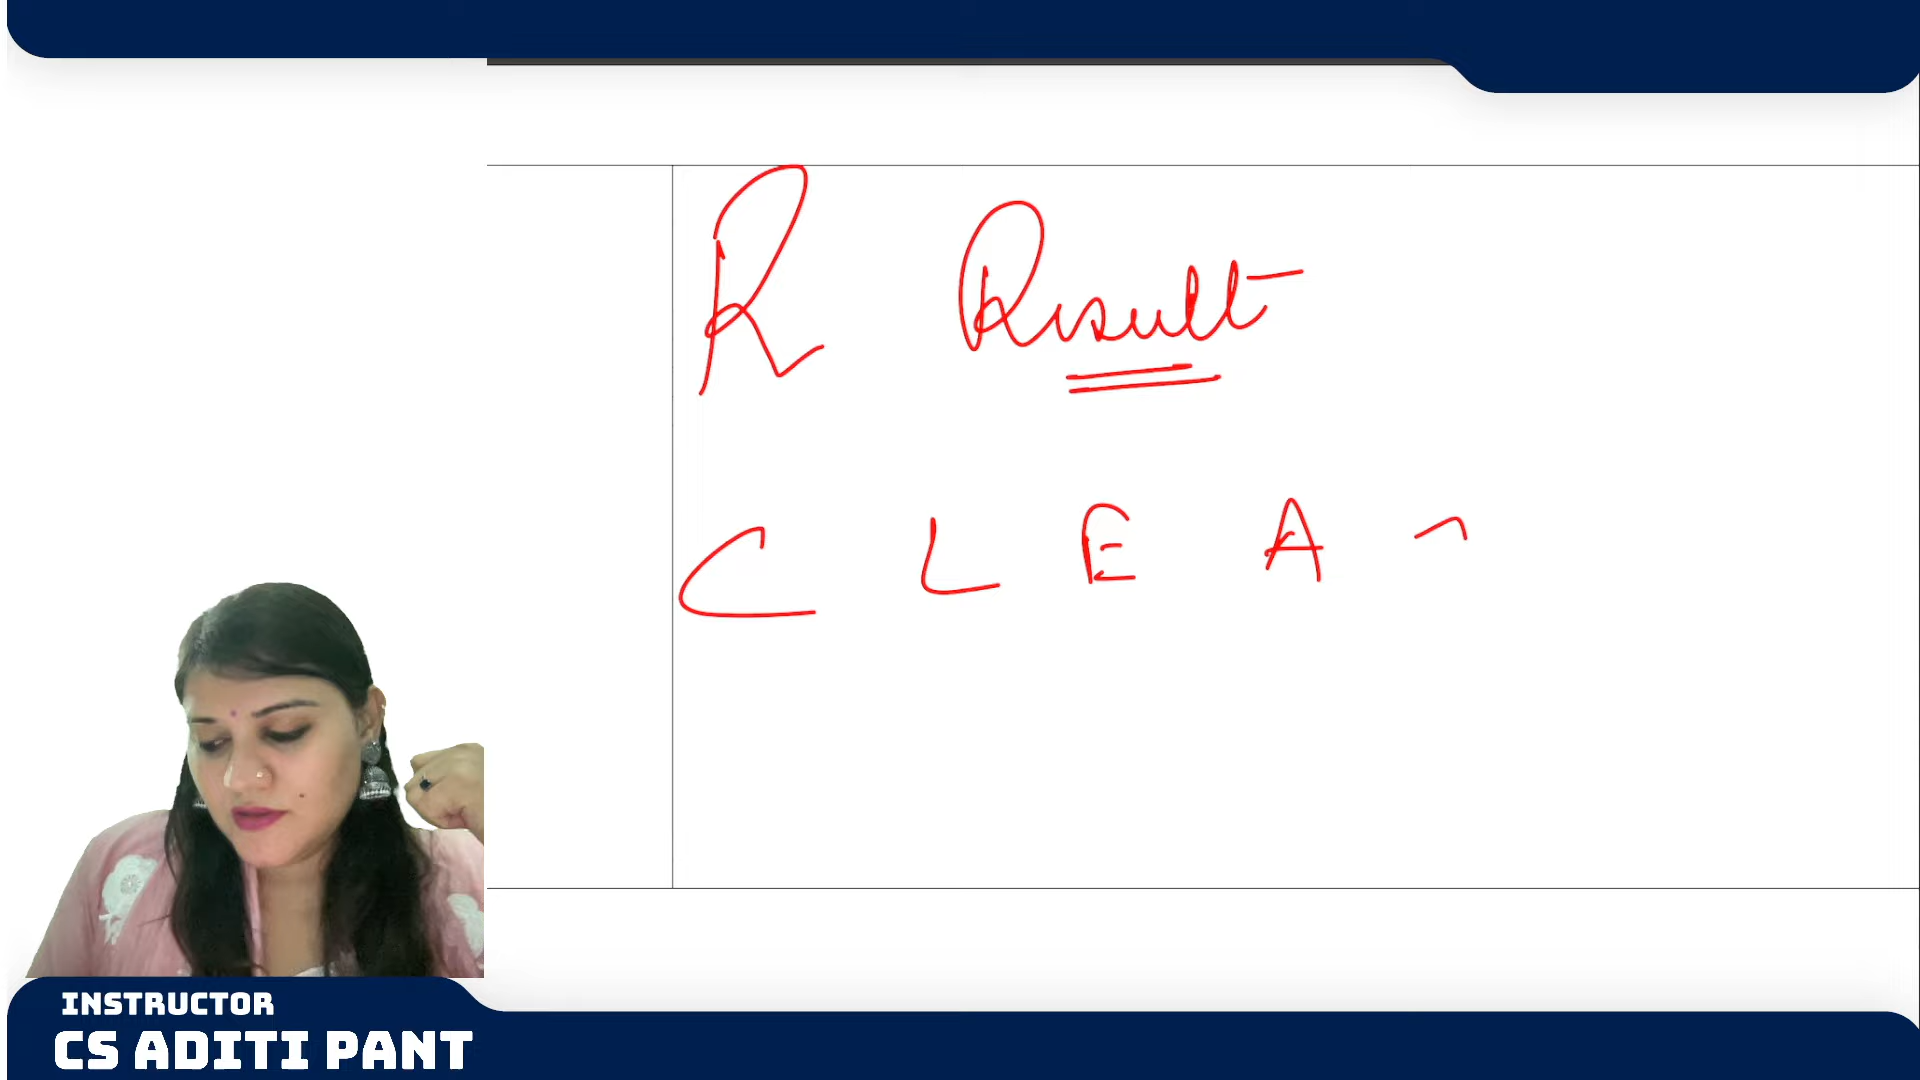 R Result
C L E A
INSTRUCTOR
CS ADITI PANT